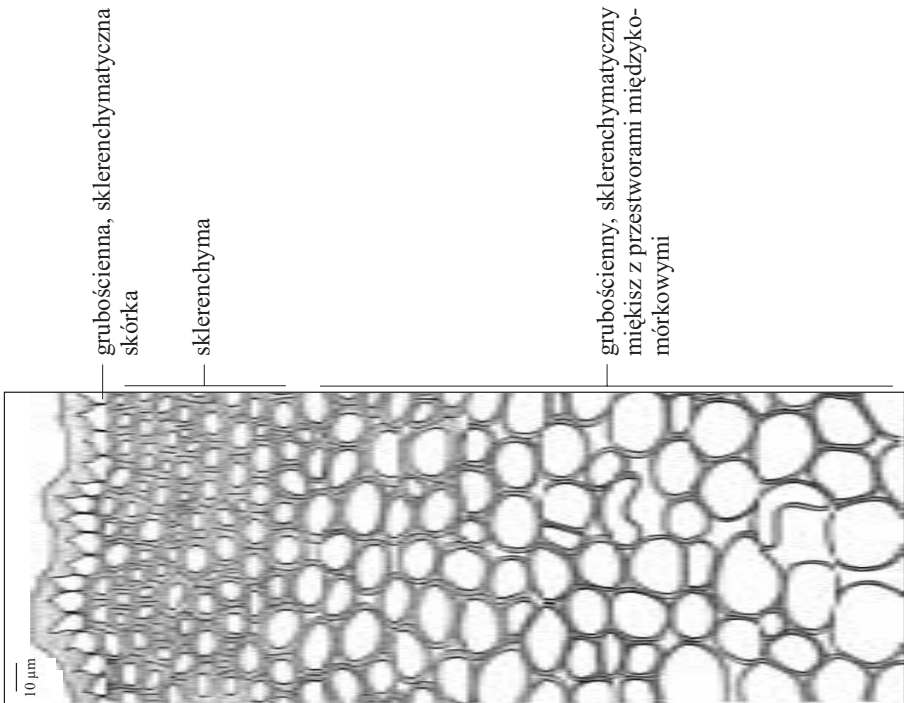 grubościenna, sklerenchymatyczna
skórka
sklerenchyma
grubościenny, sklerenchymatyczny
miękisz z przestworami międzyko-
mórkowymi
10 µm